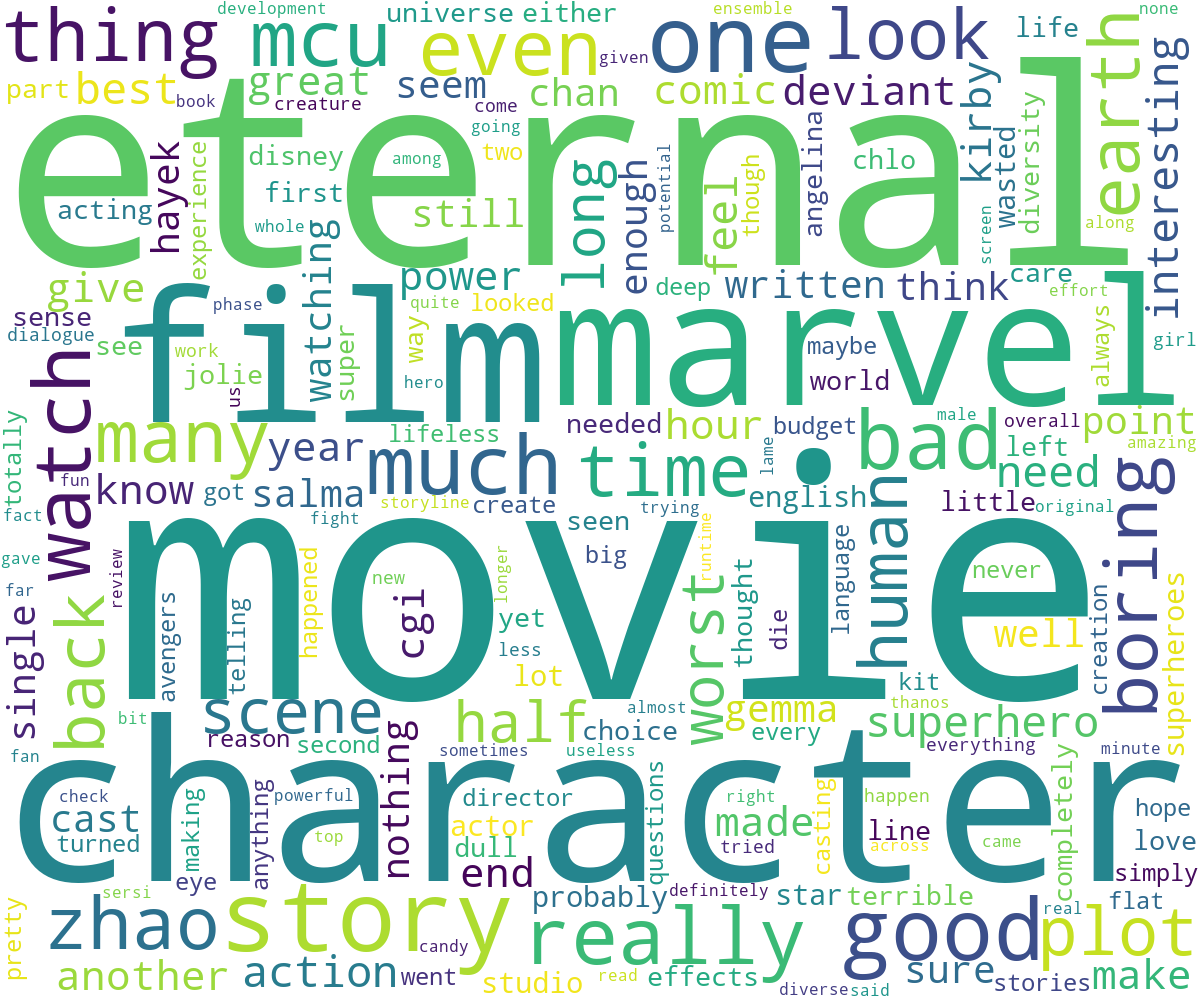 development
universe either
ensemble
none
thing
mcu
even
one
look
life
given
part
best
great
seem
chan
comic
deviant
kirby
earth
interesting
book
creature
come
going
eternal
disney
among
two
long
enough
potential
feel
though
angelina
chlo
Wasted
diversity
acting
hayek
experience
first
still
whole
screen
along
watching
give
power
deep
written
think
care
effort
phase
quite
looked
sense
film
marvel
dialogue
see
work
super
way
maybe
always
girl
watch
jolie
us
hero
world
totally
many
year
lifeless
needed
hour
budget
male
overall
point
much
time
lame
bad
left
amazing
fun
know
got
salma
storyline
create
english
need
little
original
fact
fight
seen
trying
human
boring
movie
gave
review
big
runtime
language
far
new
longer
thought
never
superheroes
single
back
avengers
telling
happened
cgi
yet
worst
die
well
creation
less
lot
kit
thanos
bit
scene
half
almost
gemma
superhero
fan
reason
second
nothing
sometimes
choice
useless
every
everything
minute
character
check
cast
turned
making
anything
powerful
director
actor
dull
questions
right
made
tried
casting
happen
line
across
came
completely
hope
love
simply
top
sersi
eye
end
probably
definitely
star
terrible
flat
pretty
zhao
story
candy
really
good
real
plot
another
action
went
studio
read
effects
diverse
said
sure
stories
make